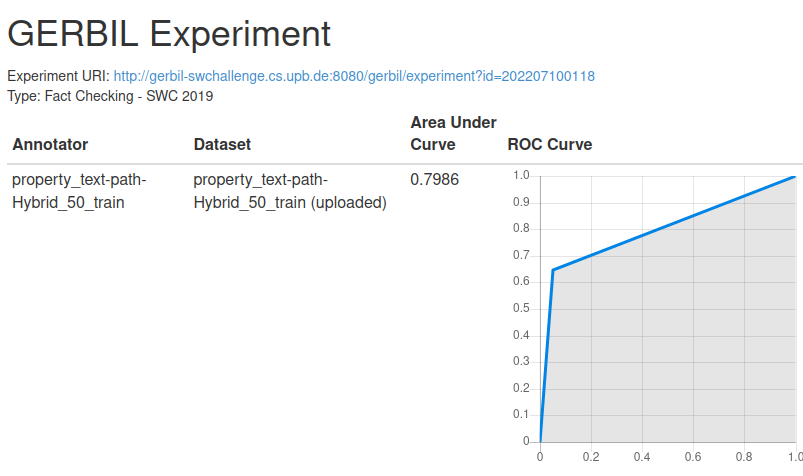 GERBIL Experiment
Experiment URI: http://gerbil-swchallenge.cs.upb.de:8080/gerbil/experiment?id=202207100118
Type: Fact Checking - SWC 2019
Annotator Dataset Area Under Curve ROC Curve
property_text-path-Hybrid_50_train property_text-path-Hybrid_50_train (uploaded) 0.7986
1.0
0.9
0.8
0.7
0.6
0.5
0.4
0.3
0.2
0.1
0
0 0.2 0.4 0.6 0.8 1.0